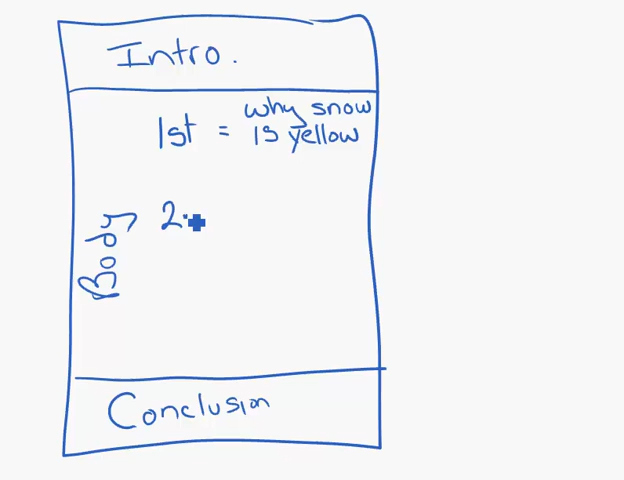 Intro.
why snow
1st = is yellow
Body
2
Conclusion